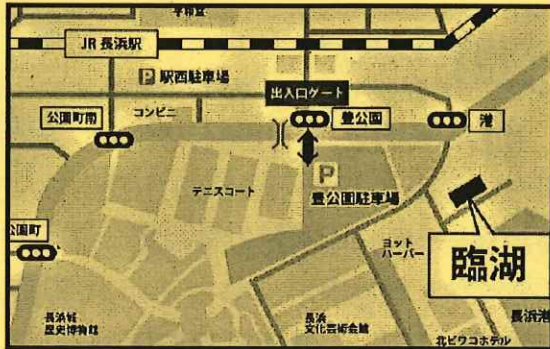 平和堂
JR 長浜駅
P 駅西駐車場
出入口ゲート
コンビニ
公園町南
豊公園
港
P
豊公園駐車場
テニスコート
公園町
ヨット
ハーバー
臨湖
長浜城
歴史博物館
長浜
文化芸術会館
長浜港
北ビワコホテル